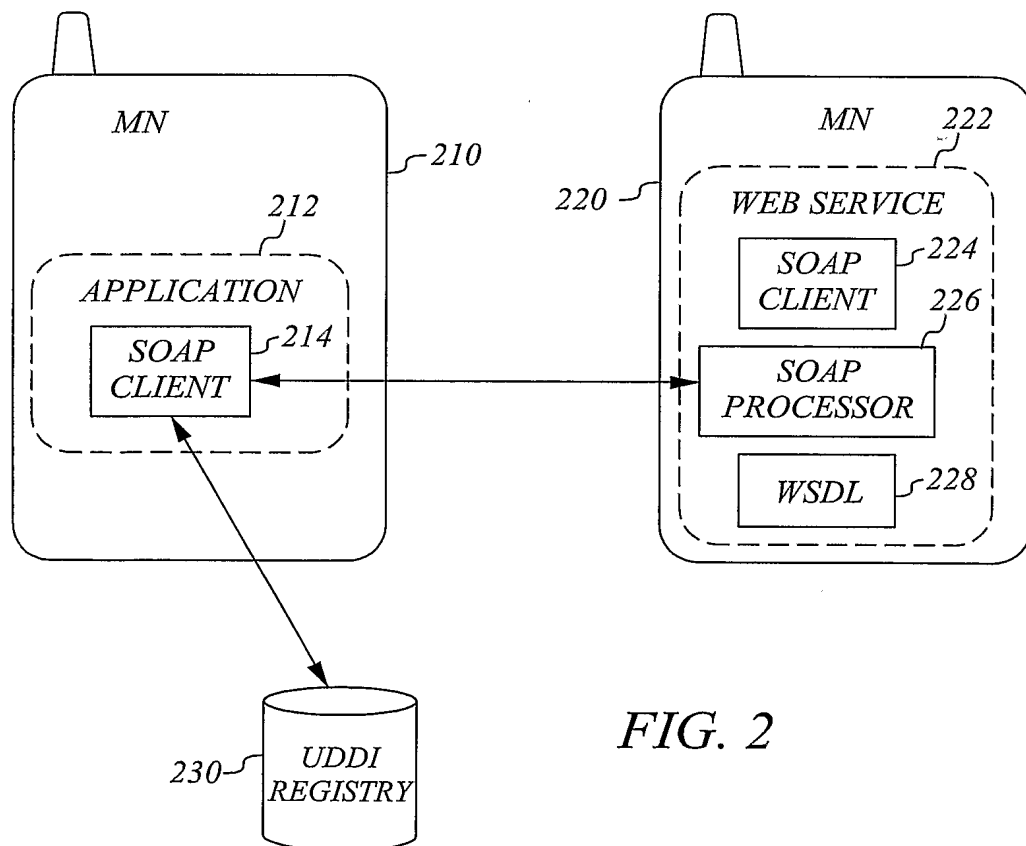 MN
210
212
APPLICATION
SOAP
CLIENT
214
MN
222
220
WEB SERVICE
SOAP
CLIENT
224
226
SOAP
PROCESSOR
WSDL
228
230
UDDI
REGISTRY
FIG. 2